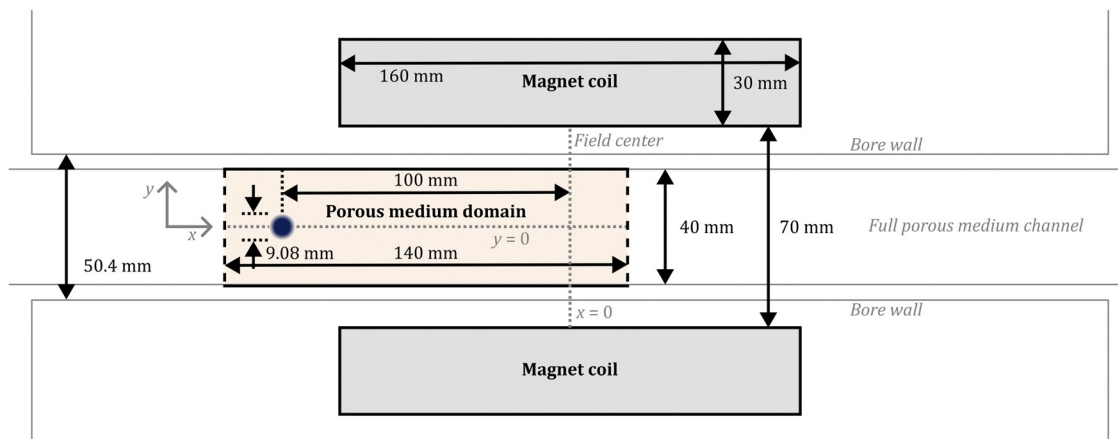 160 mm
Magnet coil
30 mm
Field center
Bore wall
y
x
100 mm
Porous medium domain
y = 0
9.08 mm
140 mm
50.4 mm
40 mm
70 mm
Full porous medium channel
x = 0
Bore wall
Magnet coil